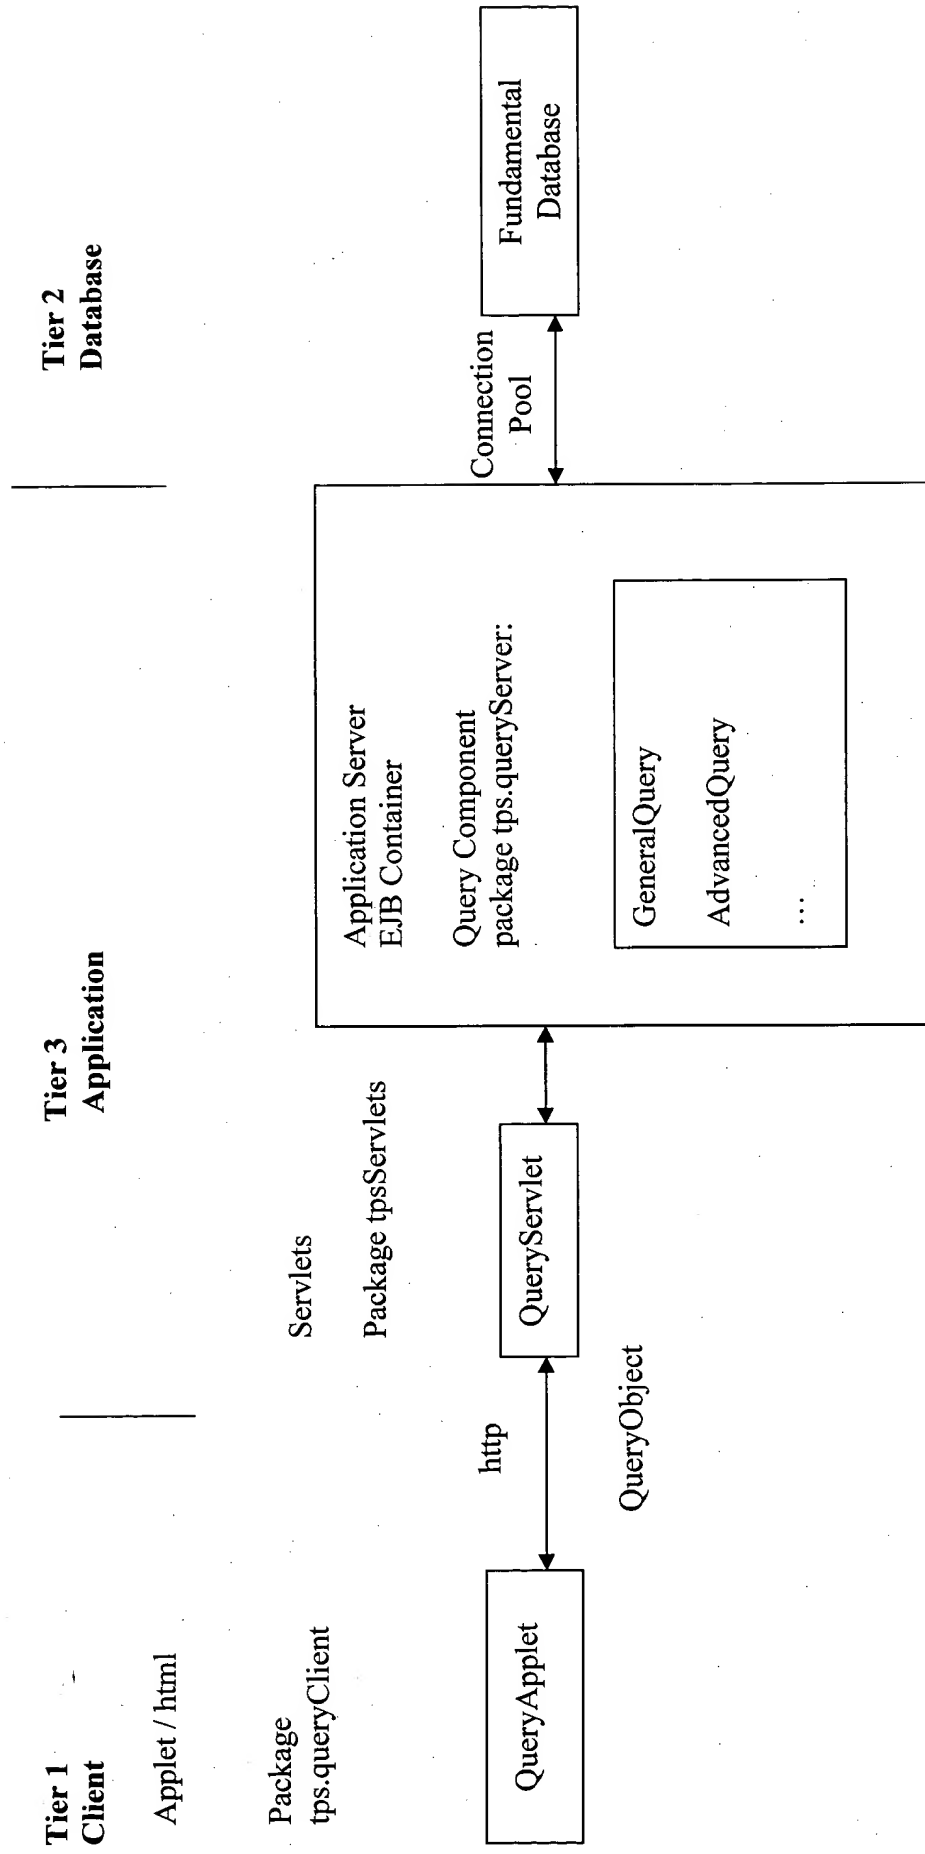 Tier 1
Client
Applet / html
Package
tps.queryClient
QueryApplet
http
QueryObject
Tier 3
Application
Servlets
Package tpsServlets
QueryServlet
Application Server
EJB Container
Query Component
package tps.queryServer:
GeneralQuery
AdvancedQuery
...
Tier 2
Database
Connection
Pool
Fundamental
Database